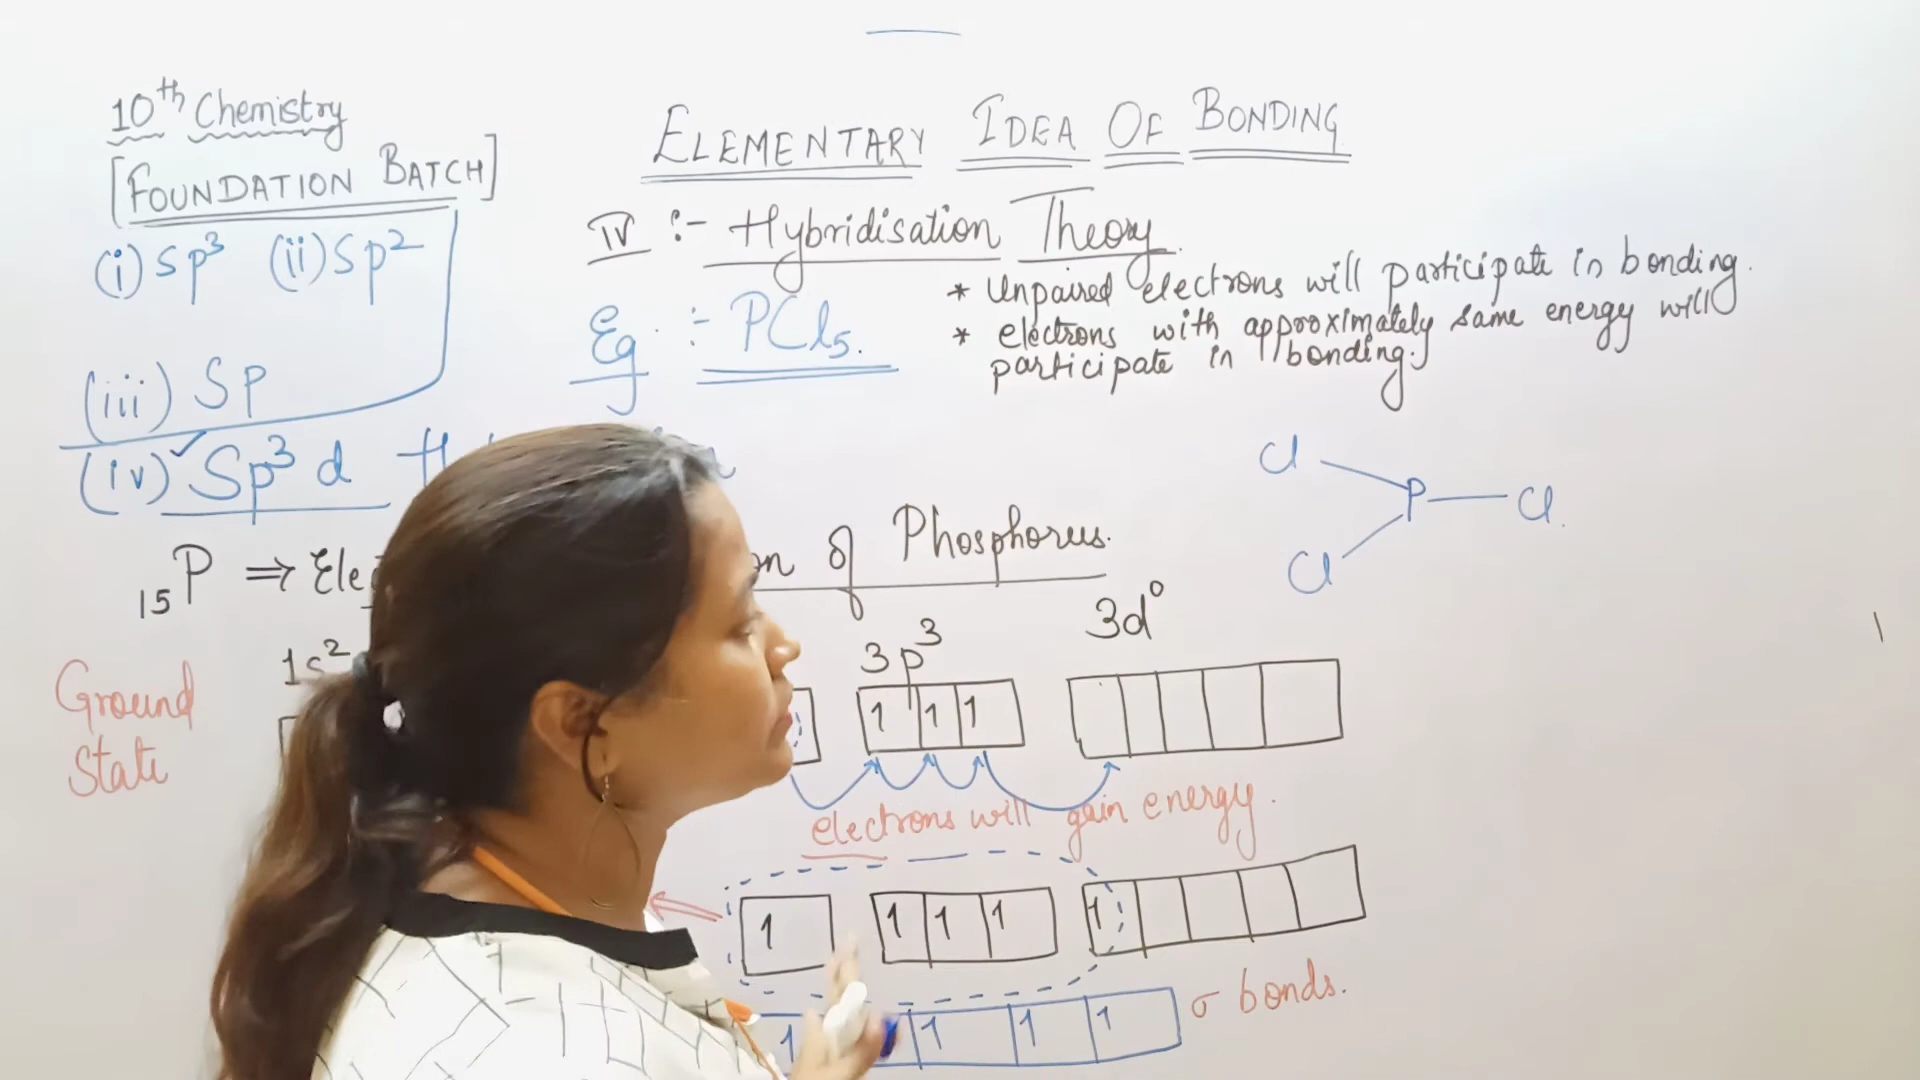 10th Chemistry
[FOUNDATION BATCH]
(i) Sp³ (ii) Sp²
(iii) Sp
(iv) ✓ Sp³d
ELEMENTARY IDEA OF BONDING
IV :- Hybridisation Theory.
Eg :- PCl5.
* Unpaired electrons will participate in bonding.
* electrons with approximately same energy will
participate in bonding.
Cl
P Cl.
Cl
15P ⇒ of Phosphorus.
1s² 3p³ 3d⁰
Ground
State
1 1 1
electrons will gain energy.
1 1 1 1 1
1 1 1 1 σ bonds.